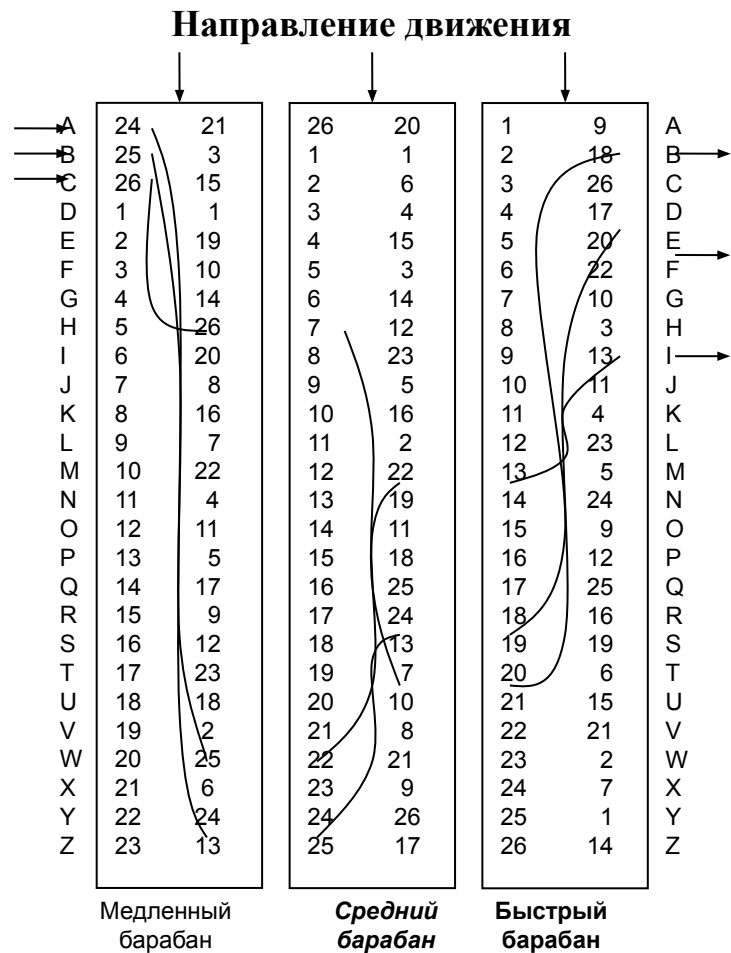 Направление движения
A 24 21 26 20 1 9 A
B 25 3 1 1 2 18 B
C 26 15 2 6 3 26 C
D 1 1 3 4 4 17 D
E 2 19 4 15 5 20 E
F 3 10 5 3 6 22 F
G 4 14 6 14 7 10 G
H 5 26 7 12 8 3 H
I 6 20 8 23 9 13 I
J 7 8 9 5 10 11 J
K 8 16 10 16 11 4 K
L 9 7 11 2 12 23 L
M 10 22 12 22 13 5 M
N 11 4 13 19 14 24 N
O 12 11 14 11 15 9 O
P 13 5 15 18 16 12 P
Q 14 17 16 25 17 25 Q
R 15 9 17 24 18 16 R
S 16 12 18 13 19 19 S
T 17 23 19 7 20 6 T
U 18 18 20 10 21 15 U
V 19 2 21 8 22 21 V
W 20 25 22 21 23 2 W
X 21 6 23 9 24 7 X
Y 22 24 24 26 25 1 Y
Z 23 13 25 17 26 14 Z
Медленный Средний Быстрый
барабан барабан барабан